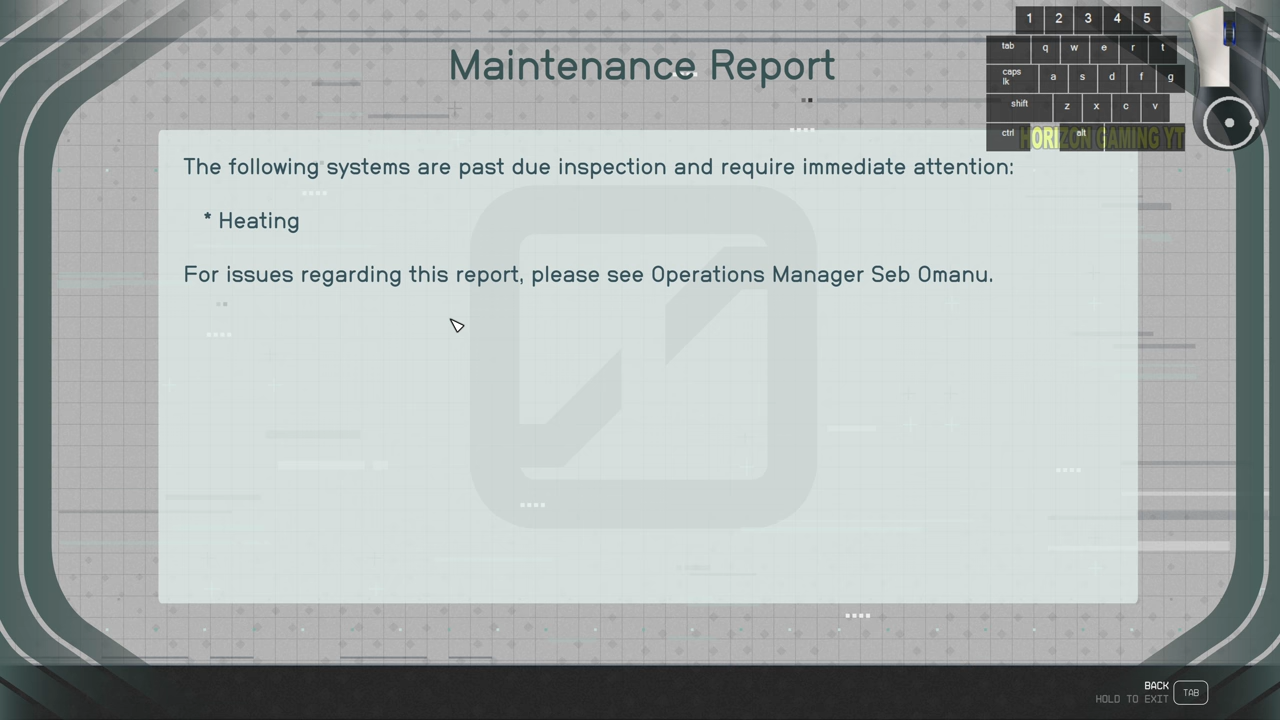 Maintenance Report
1 2 3 4 5
tab q w e r t
caps lk a s d f g
shift z x c v
ctrl alt
HORIZON GAMING YT
The following systems are past due inspection and require immediate attention:
* Heating
For issues regarding this report, please see Operations Manager Seb Omanu.
BACK
HOLD TO EXIT TAB